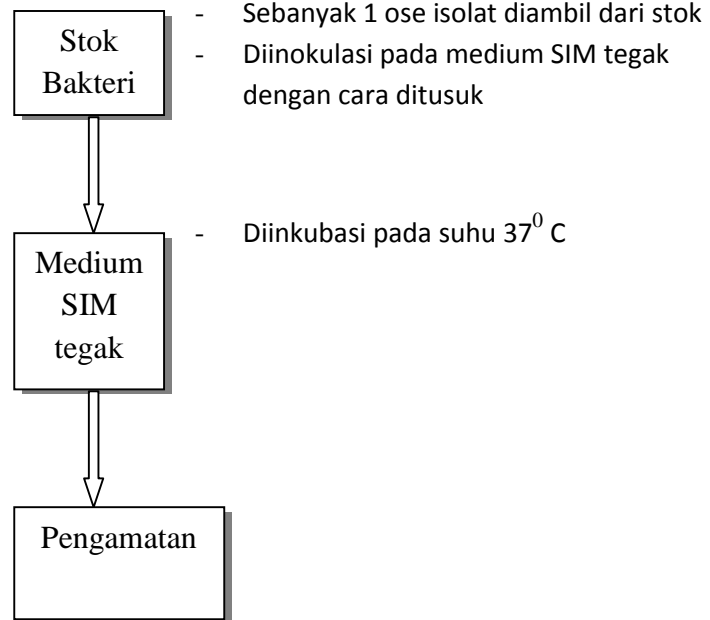 Stok
Bakteri
- Sebanyak 1 ose isolat diambil dari stok
- Diinokulasi pada medium SIM tegak
dengan cara ditusuk
Medium
SIM
tegak
- Diinkubasi pada suhu 37⁰ C
Pengamatan